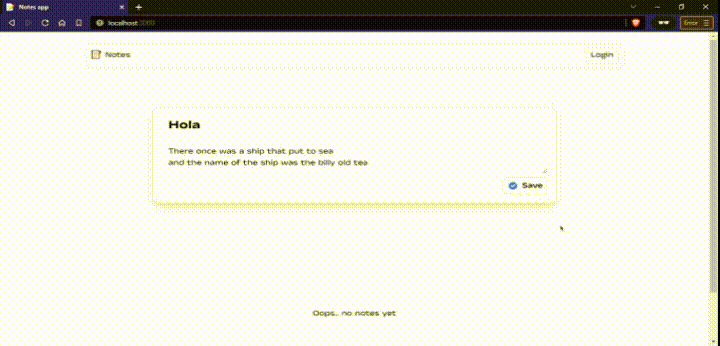 Notes app
localhost:3000
Error
Notes
Login
Hola
There once was a ship that put to sea
and the name of the ship was the billy old tea
Save
Oops.. no notes yet